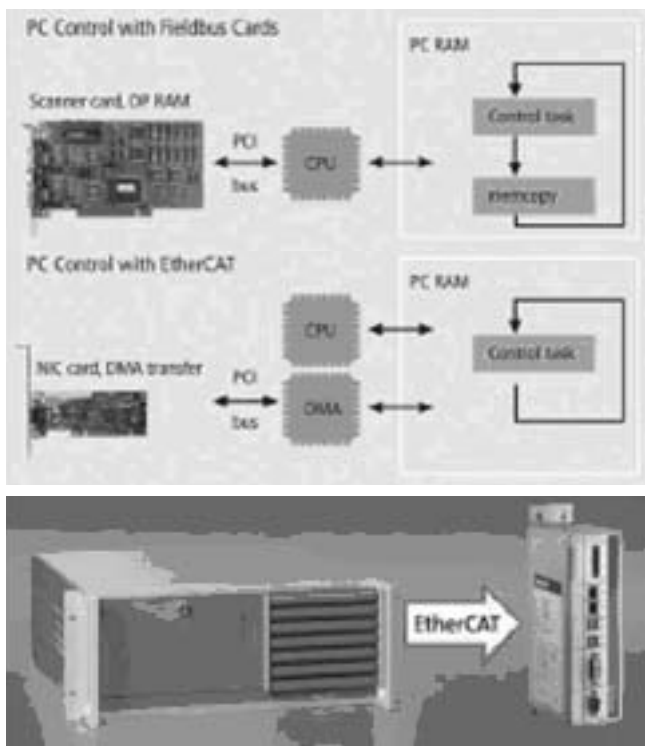 PC Control with Fieldbus Cards
PC RAM
Scanner card, DP RAM
PCI
bus
CPU
Control task
memcopy
PC Control with EtherCAT
PC RAM
NIC card, DMA transfer
PCI
bus
CPU
DMA
Control task
EtherCAT